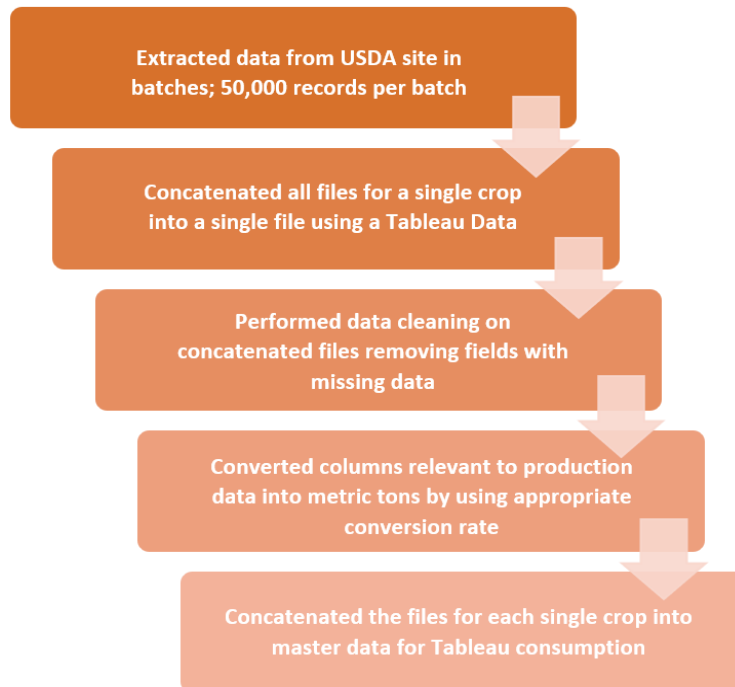 Extracted data from USDA site in
batches; 50,000 records per batch
Concatenated all files for a single crop
into a single file using a Tableau Data
Performed data cleaning on
concatenated files removing fields with
missing data
Converted columns relevant to production
data into metric tons by using appropriate
conversion rate
Concatenated the files for each single crop into
master data for Tableau consumption